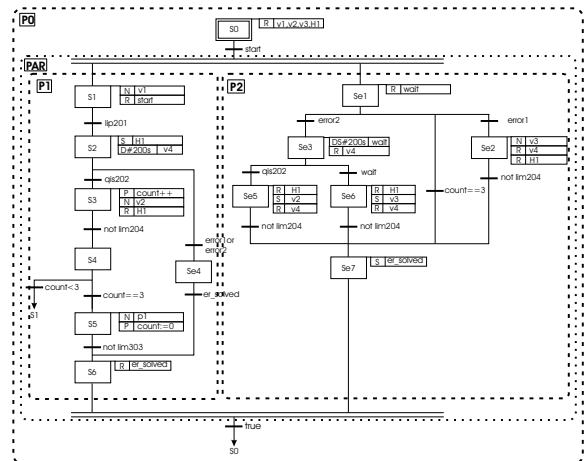 P0
S0
R v1,v2,v3,H1
start
PAR
P1
S1
N v1
R start
lip201
S2
S H1
D#200s v4
qis202
S3
P count++
N v2
R H1
not lim204
S4
error1or
error2
Se4
er_solved
count<3
S1
count==3
S5
N p1
P count:=0
not lim303
S6
R er_solved
P2
Se1
R wait
error2
error1
Se3
DS#200s wait
R v4
Se2
N v3
R v4
R H1
qis202
wait
Se5
R H1
S v2
R v4
Se6
R H1
S v3
R v4
count==3
not lim204
not lim204
not lim204
Se7
S er_solved
true
S0